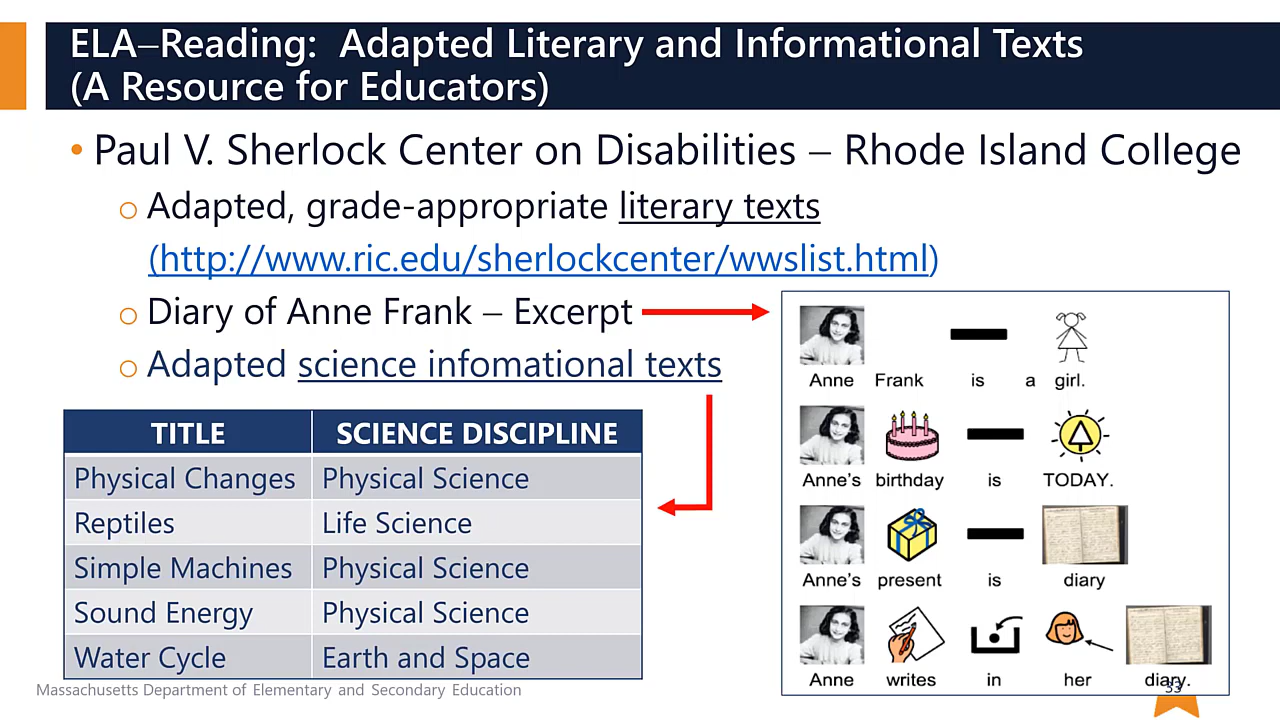 ELA–Reading:  Adapted Literary and Informational Texts
(A Resource for Educators)
• Paul V. Sherlock Center on Disabilities – Rhode Island College
o Adapted, grade-appropriate literary texts
(http://www.ric.edu/sherlockcenter/wwslist.html)
o Diary of Anne Frank – Excerpt
o Adapted science infomational texts
TITLE SCIENCE DISCIPLINE
Physical Changes Physical Science
Reptiles Life Science
Simple Machines Physical Science
Sound Energy Physical Science
Water Cycle Earth and Space
Anne Frank is a girl.
Anne's birthday is TODAY.
Anne's present is diary
Anne writes in her diary.
Massachusetts Department of Elementary and Secondary Education
33